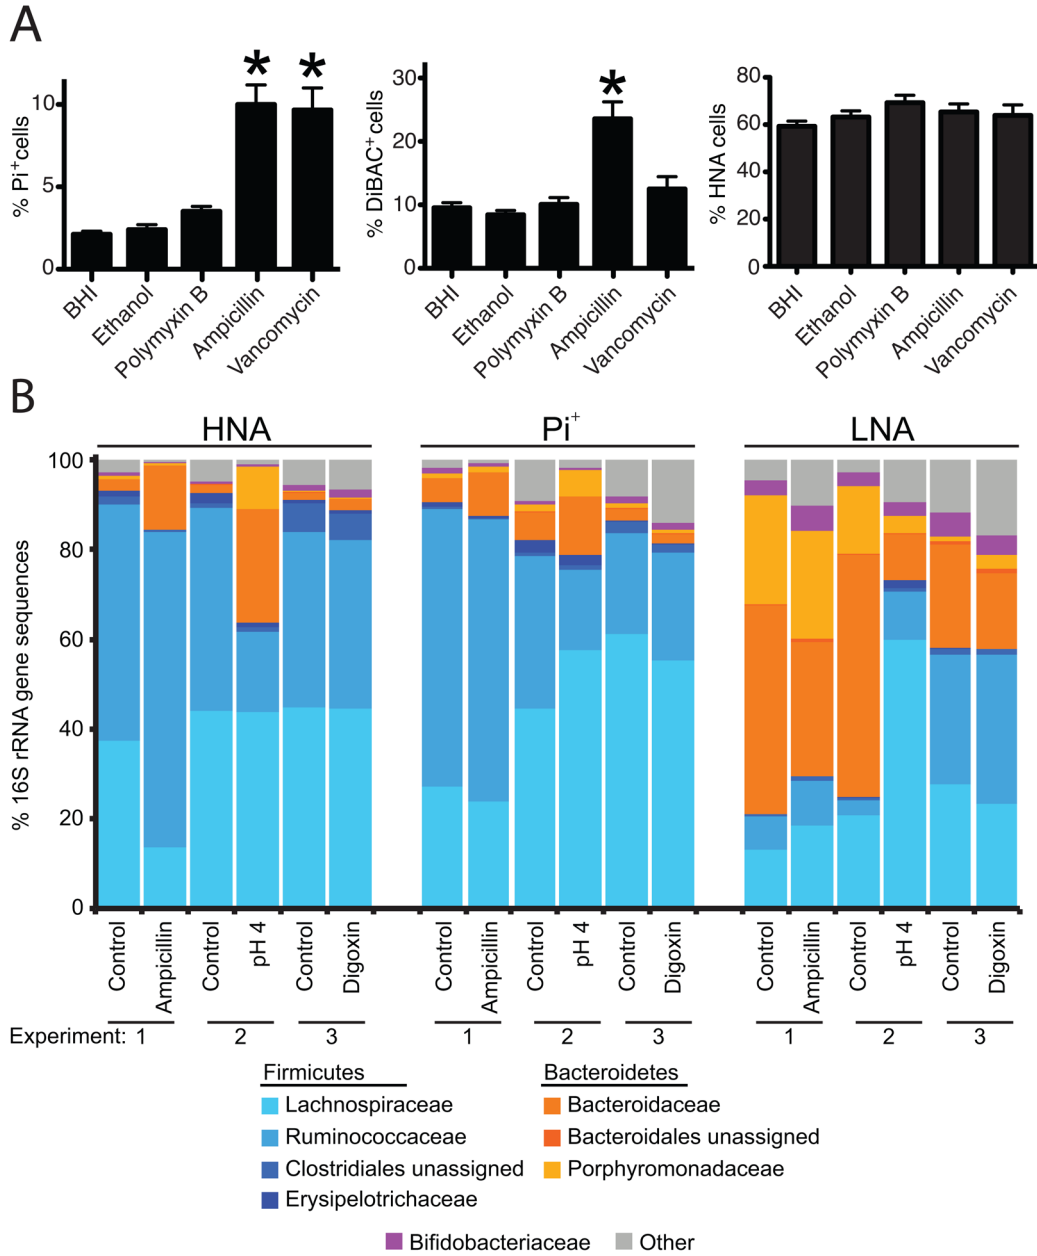 A
% Pi+cells
10
5
0
* *
BHI
Ethanol
Polymyxin B
Ampicillin
Vancomycin
% DiBAC+ cells
30
20
10
0
*
BHI
Ethanol
Polymyxin B
Ampicillin
Vancomycin
% HNA cells
80
60
40
20
0
BHI
Ethanol
Polymyxin B
Ampicillin
Vancomycin
B
HNA Pi+ LNA
% 16S rRNA gene sequences
100
80
60
40
20
0
Control Ampicillin Control pH 4 Control Digoxin Control Ampicillin Control pH 4 Control Digoxin Control Ampicillin Control pH 4 Control Digoxin
Experiment: 1 2 3 1 2 3 1 2 3
Firmicutes Bacteroidetes
Lachnospiraceae Bacteroidaceae
Ruminococcaceae Bacteroidales unassigned
Clostridiales unassigned Porphyromonadaceae
Erysipelotrichaceae
Bifidobacteriaceae Other